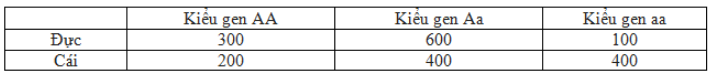 Kiểu gen AA Kiểu gen Aa Kiểu gen aa
Đực 300 600 100
Cái 200 400 400